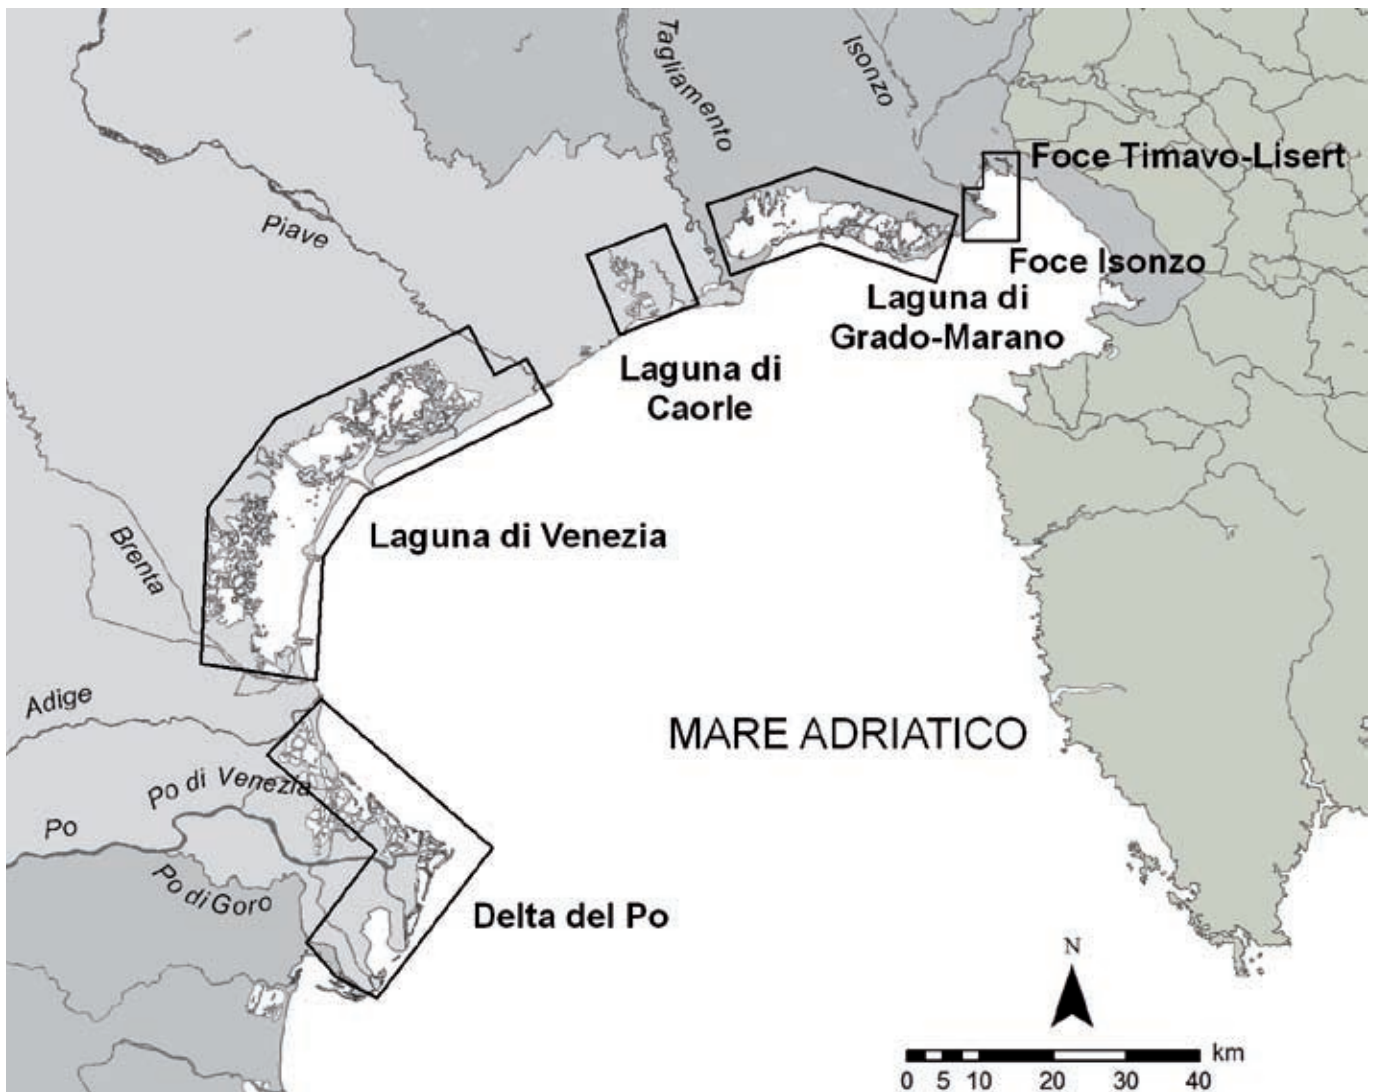 Tagliamento
Isonzo
Foce Timavo-Lisert
Piave
Foce Isonzo
Laguna di
Grado-Marano
Laguna di
Caorle
Laguna di Venezia
Brenta
Adige
MARE ADRIATICO
Po di Venezia
Po
Po di Goro
Delta del Po
N
km
0 5 10 20 30 40